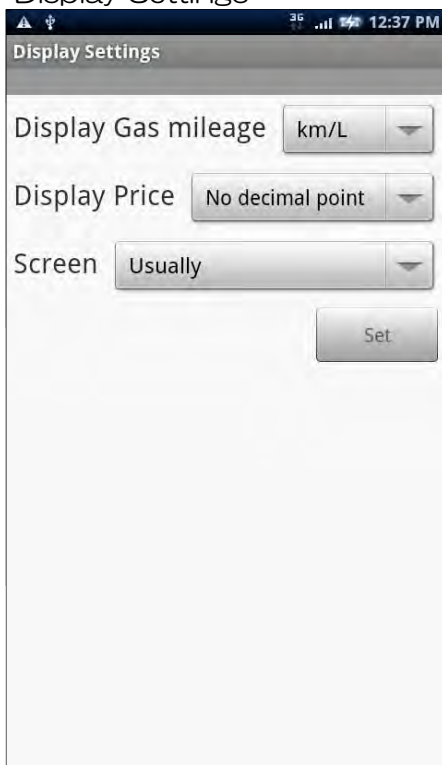 Display Settings
3G 12:37 PM
Display Settings
Display Gas mileage km/L
Display Price No decimal point
Screen Usually
Set